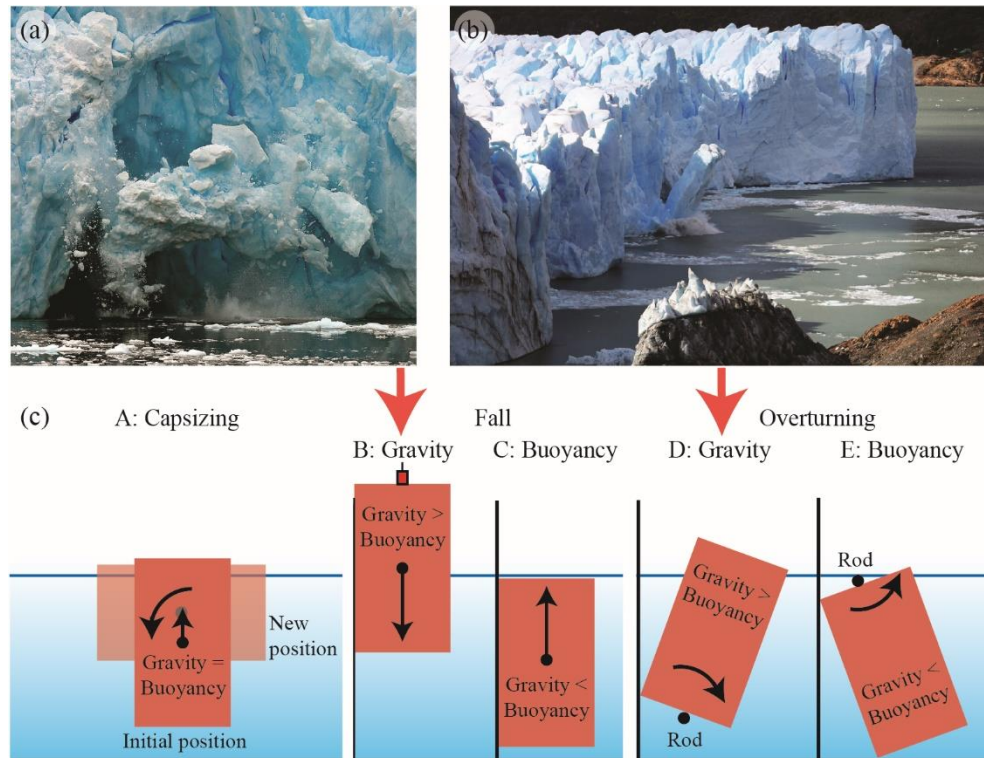 (a)
(b)
(c)
A: Capsizing
Fall
Overturning
B: Gravity
C: Buoyancy
D: Gravity
E: Buoyancy
Gravity >
Buoyancy
New
position
Gravity =
Buoyancy
Initial position
Gravity <
Buoyancy
Gravity >
Buoyancy
Rod
Rod
Gravity <
Buoyancy